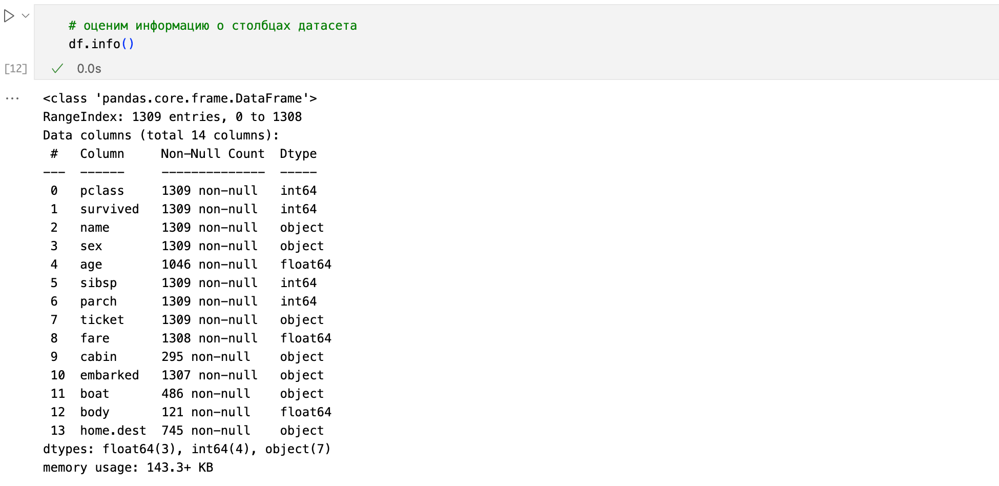 # оценим информацию о столбцах датасета
df.info()
[12] 0.0s
...
<class 'pandas.core.frame.DataFrame'>
RangeIndex: 1309 entries, 0 to 1308
Data columns (total 14 columns):
 #   Column     Non-Null Count  Dtype
---  ------     --------------  -----
 0   pclass     1309 non-null   int64
 1   survived   1309 non-null   int64
 2   name       1309 non-null   object
 3   sex        1309 non-null   object
 4   age        1046 non-null   float64
 5   sibsp      1309 non-null   int64
 6   parch      1309 non-null   int64
 7   ticket     1309 non-null   object
 8   fare       1308 non-null   float64
 9   cabin      295 non-null    object
 10  embarked   1307 non-null   object
 11  boat       486 non-null    object
 12  body       121 non-null    float64
 13  home.dest  745 non-null    object
dtypes: float64(3), int64(4), object(7)
memory usage: 143.3+ KB